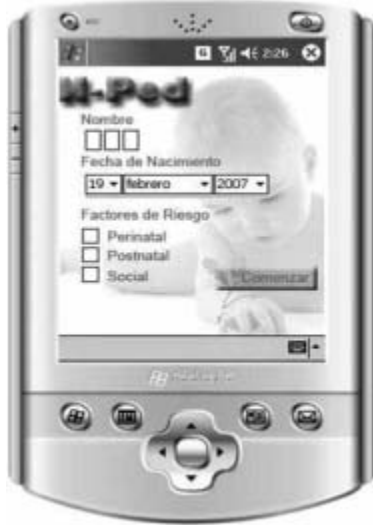 2:26
N-Ped
Nombre
Fecha de Nacimiento
19 febrero 2007
Factores de Riesgo
Perinatal
Postnatal
Social
Comenzar